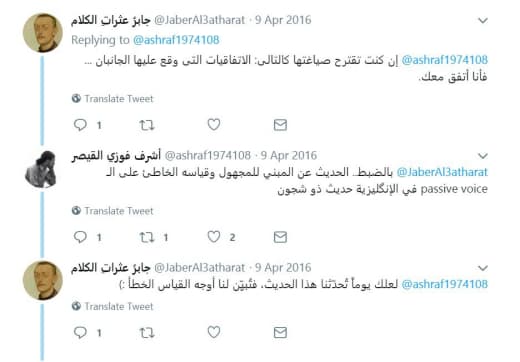 جابرُ عثراتِ الكلام @JaberAl3atharat · 9 Apr 2016
Replying to @ashraf1974108
@ashraf1974108 إن كنت تقترح صياغتها كالتالى: الاتفاقيات التى وقع عليها الجانبان ...
فأنا أتفق معك.
Translate Tweet
1
أشرف فوزي القيصر @ashraf1974108 · 9 Apr 2016
@JaberAl3atharat بالضبط.. الحديث عن المبني للمجهول وقياسه الخاطئ على الـ
passive voice في الإنگليزية حديث ذو شجون
Translate Tweet
1 1 2
جابرُ عثراتِ الكلام @JaberAl3atharat · 9 Apr 2016
@ashraf1974108 لعلك يوماً تُحدّثنا هذا الحديث، فتُبيّن لنا أوجه القياس الخطأ :)
Translate Tweet
1